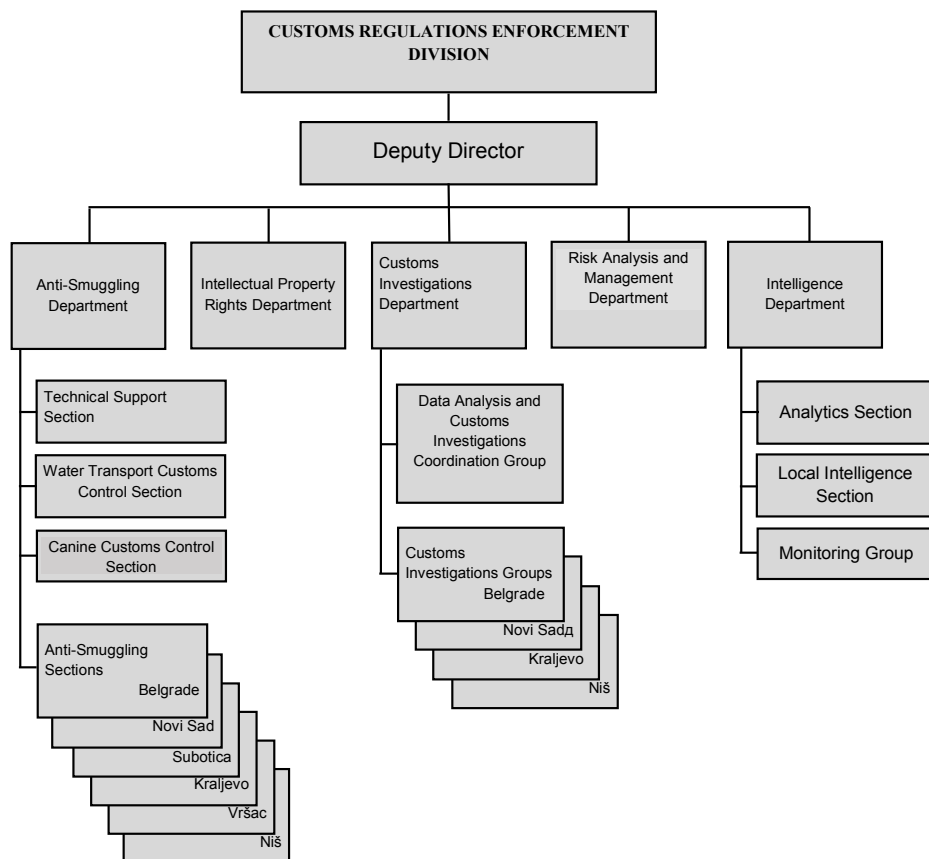 CUSTOMS REGULATIONS ENFORCEMENT
DIVISION
Deputy Director
Anti-Smuggling
Department
Intellectual Property
Rights Department
Customs
Investigations
Department
Risk Analysis and
Management
Department
Intelligence
Department
Technical Support
Section
Water Transport Customs
Control Section
Canine Customs Control
Section
Anti-Smuggling
Sections
Belgrade
Novi Sad
Subotica
Kraljevo
Vršac
Niš
Data Analysis and
Customs
Investigations
Coordination Group
Customs
Investigations Groups
Belgrade
Novi Sadд
Kraljevo
Niš
Analytics Section
Local Intelligence
Section
Monitoring Group